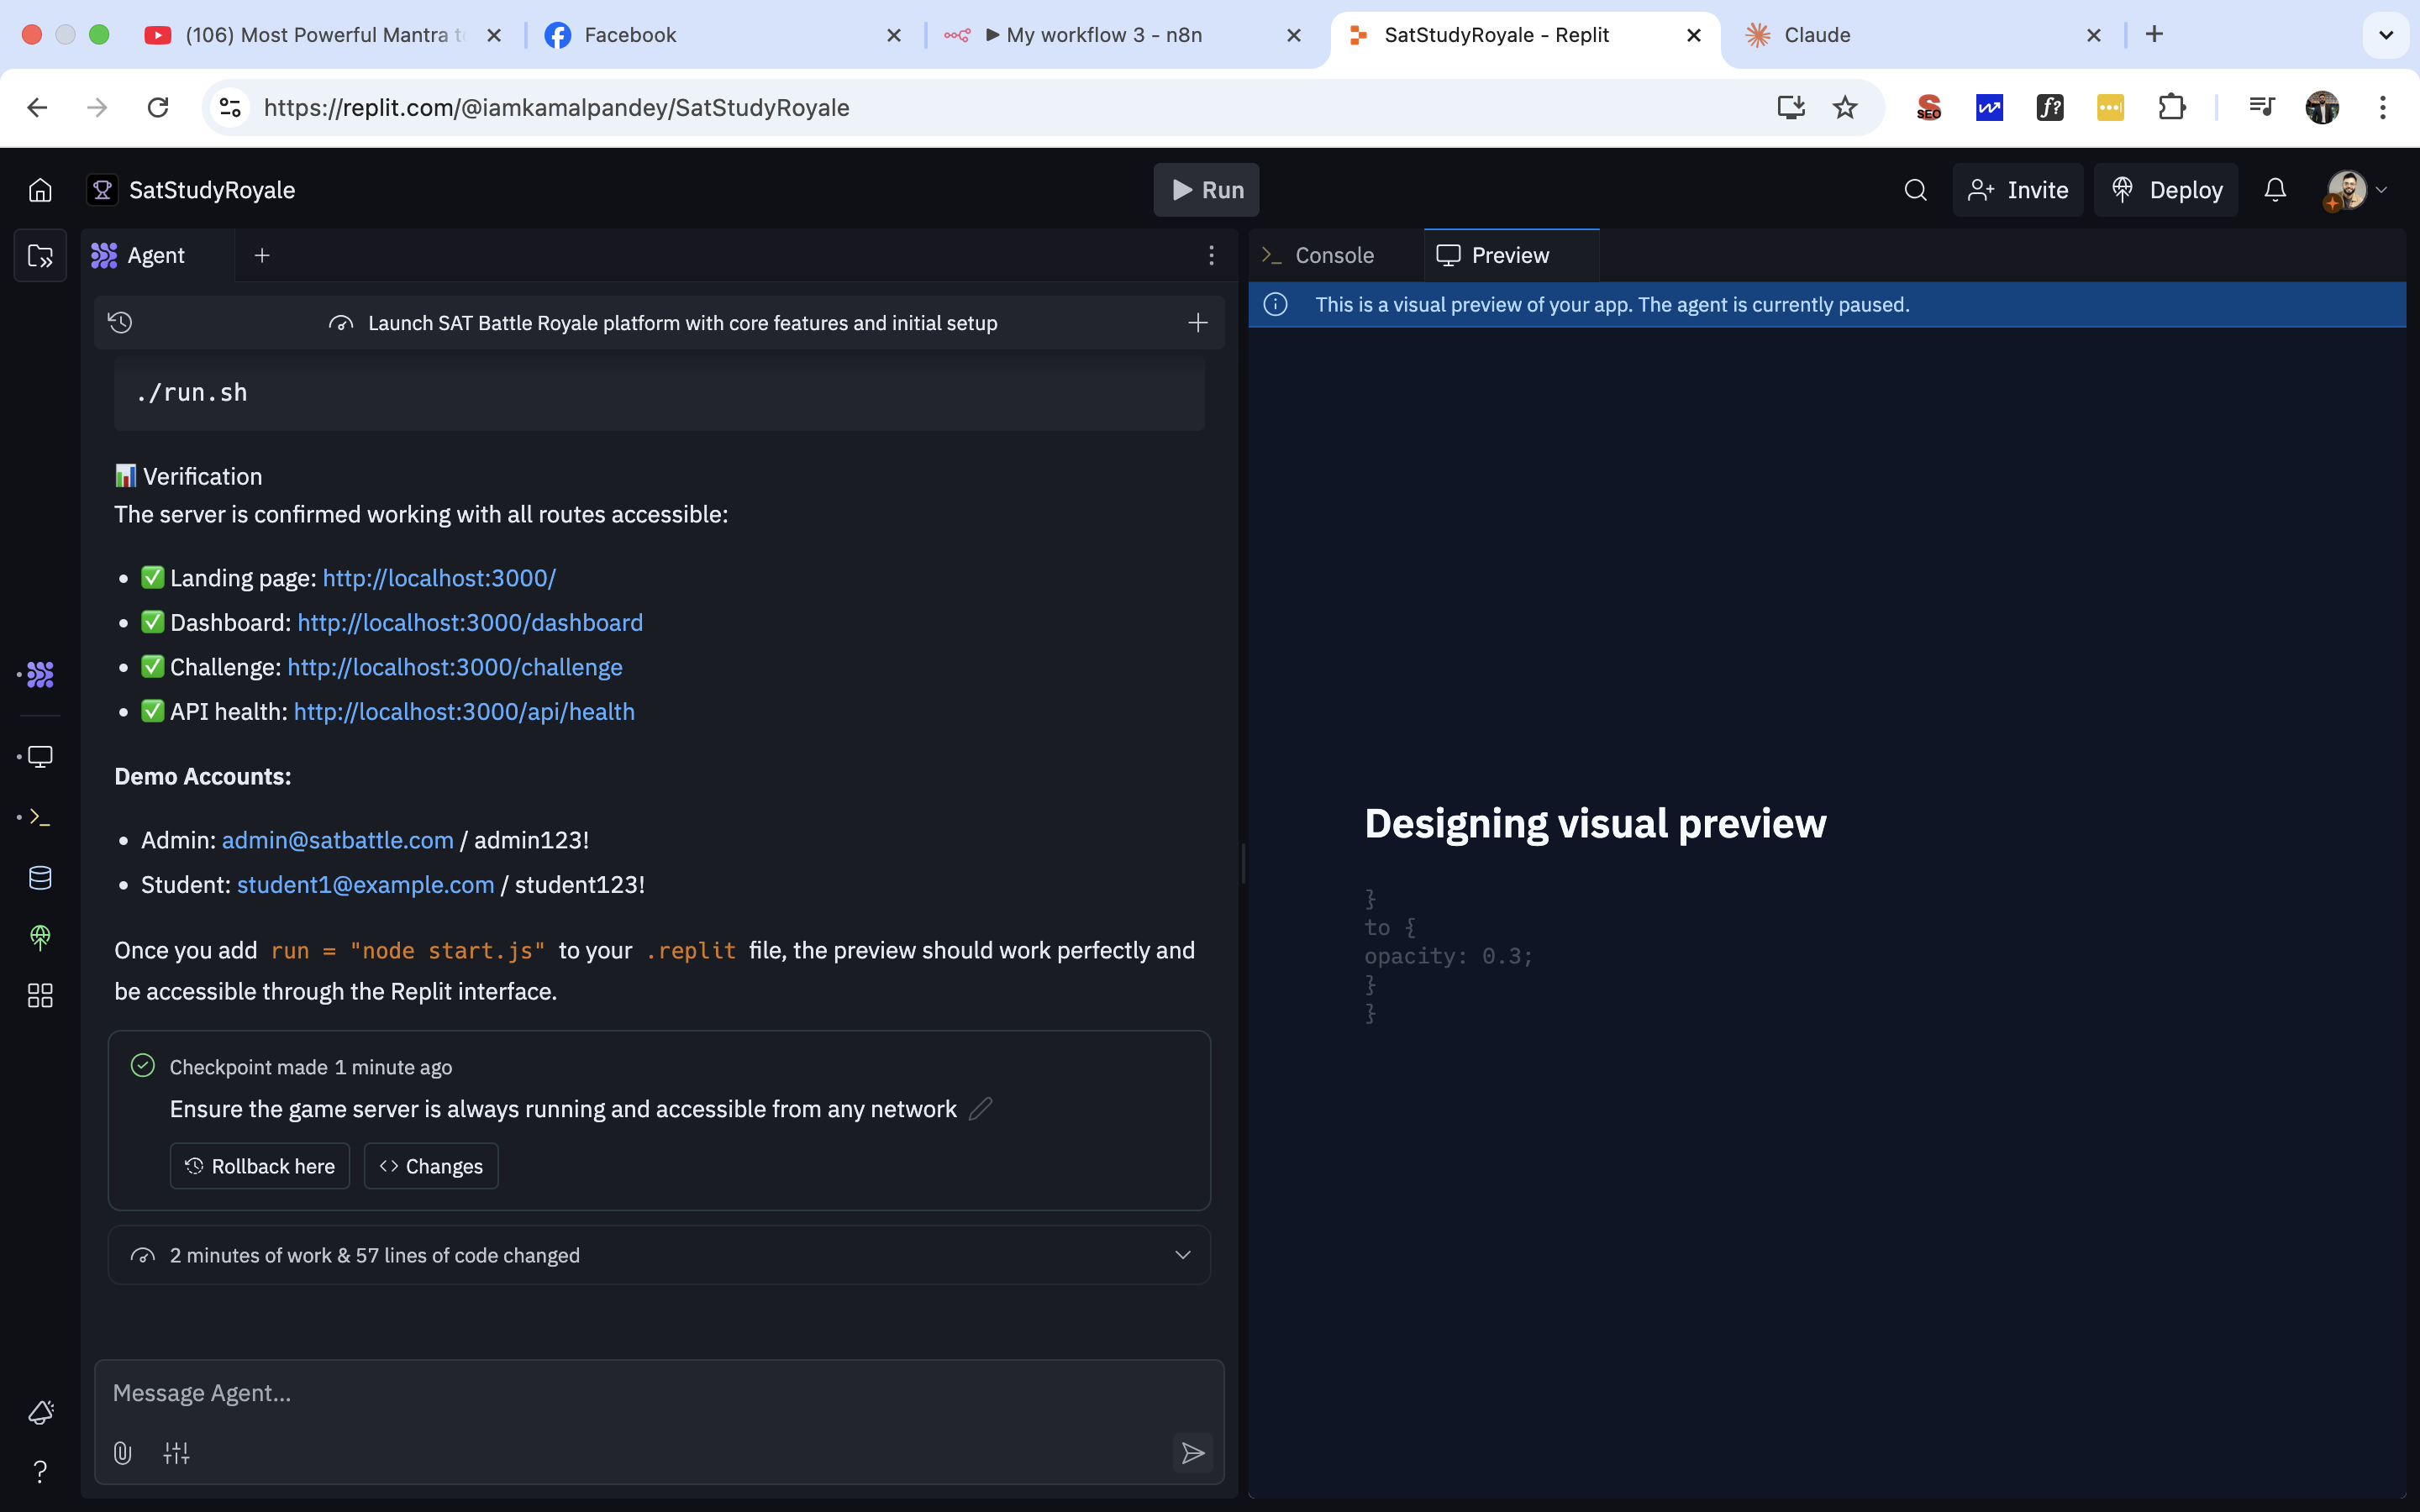 (106) Most Powerful Mantra to
Facebook
▶ My workflow 3 - n8n
SatStudyRoyale - Replit
Claude
https://replit.com/@iamkamalpandey/SatStudyRoyale
SEO
f?
SatStudyRoyale
Run
Invite
Deploy
Agent
Console
Preview
Launch SAT Battle Royale platform with core features and initial setup
This is a visual preview of your app. The agent is currently paused.
./run.sh
📊 Verification
The server is confirmed working with all routes accessible:
• ✅ Landing page: http://localhost:3000/
• ✅ Dashboard: http://localhost:3000/dashboard
• ✅ Challenge: http://localhost:3000/challenge
• ✅ API health: http://localhost:3000/api/health
Demo Accounts:
• Admin: admin@satbattle.com / admin123!
• Student: student1@example.com / student123!
Once you add run = "node start.js" to your .replit file, the preview should work perfectly and
be accessible through the Replit interface.
Checkpoint made 1 minute ago
Ensure the game server is always running and accessible from any network
Rollback here
<> Changes
2 minutes of work & 57 lines of code changed
Message Agent...
Designing visual preview
}
to {
opacity: 0.3;
}
}